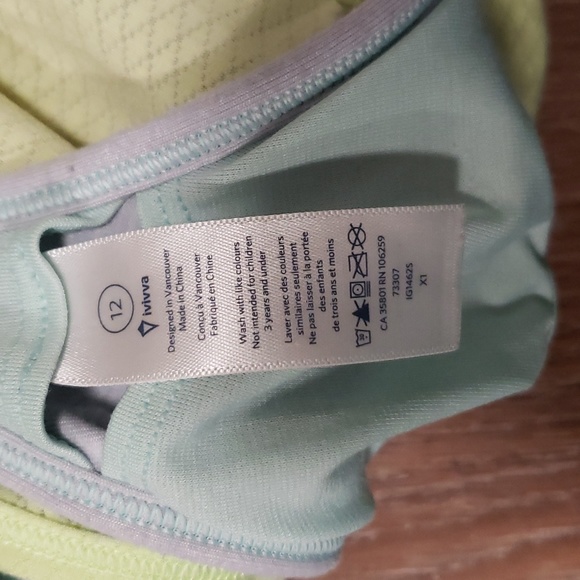 12
ivivva
Designed in Vancouver
Made in China
Conçu à Vancouver
Fabriqué en Chine
Wash with like colours
Not intended for children
3 years and under
Laver avec des couleurs
similaires seulement
Ne pas laisser à la portée
des enfants
de trois ans et moins
CA 35801 RN 106259
73307
IO34625
X1